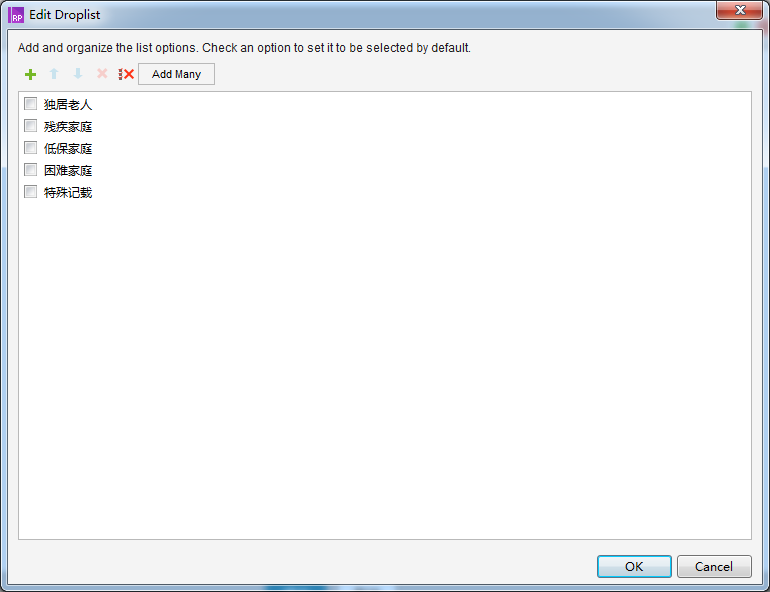 RP Edit Droplist
Add and organize the list options. Check an option to set it to be selected by default.
Add Many
独居老人
残疾家庭
低保家庭
困难家庭
特殊记载
OK Cancel